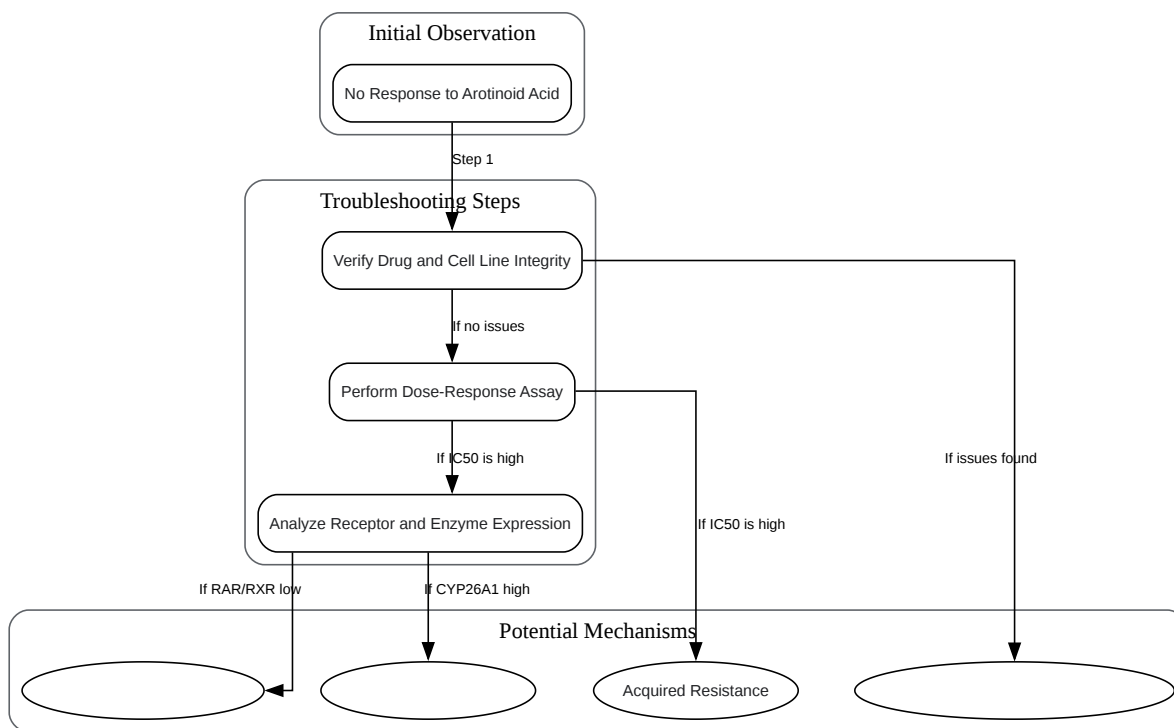 Initial Observation
No Response to Arotinoid Acid
Step 1
Troubleshooting Steps
Verify Drug and Cell Line Integrity
If no issues
Perform Dose-Response Assay
If IC50 is high
If issues found
Analyze Receptor and Enzyme Expression
If IC50 is high
If RAR/RXR low
If CYP26A1 high
Potential Mechanisms
Acquired Resistance